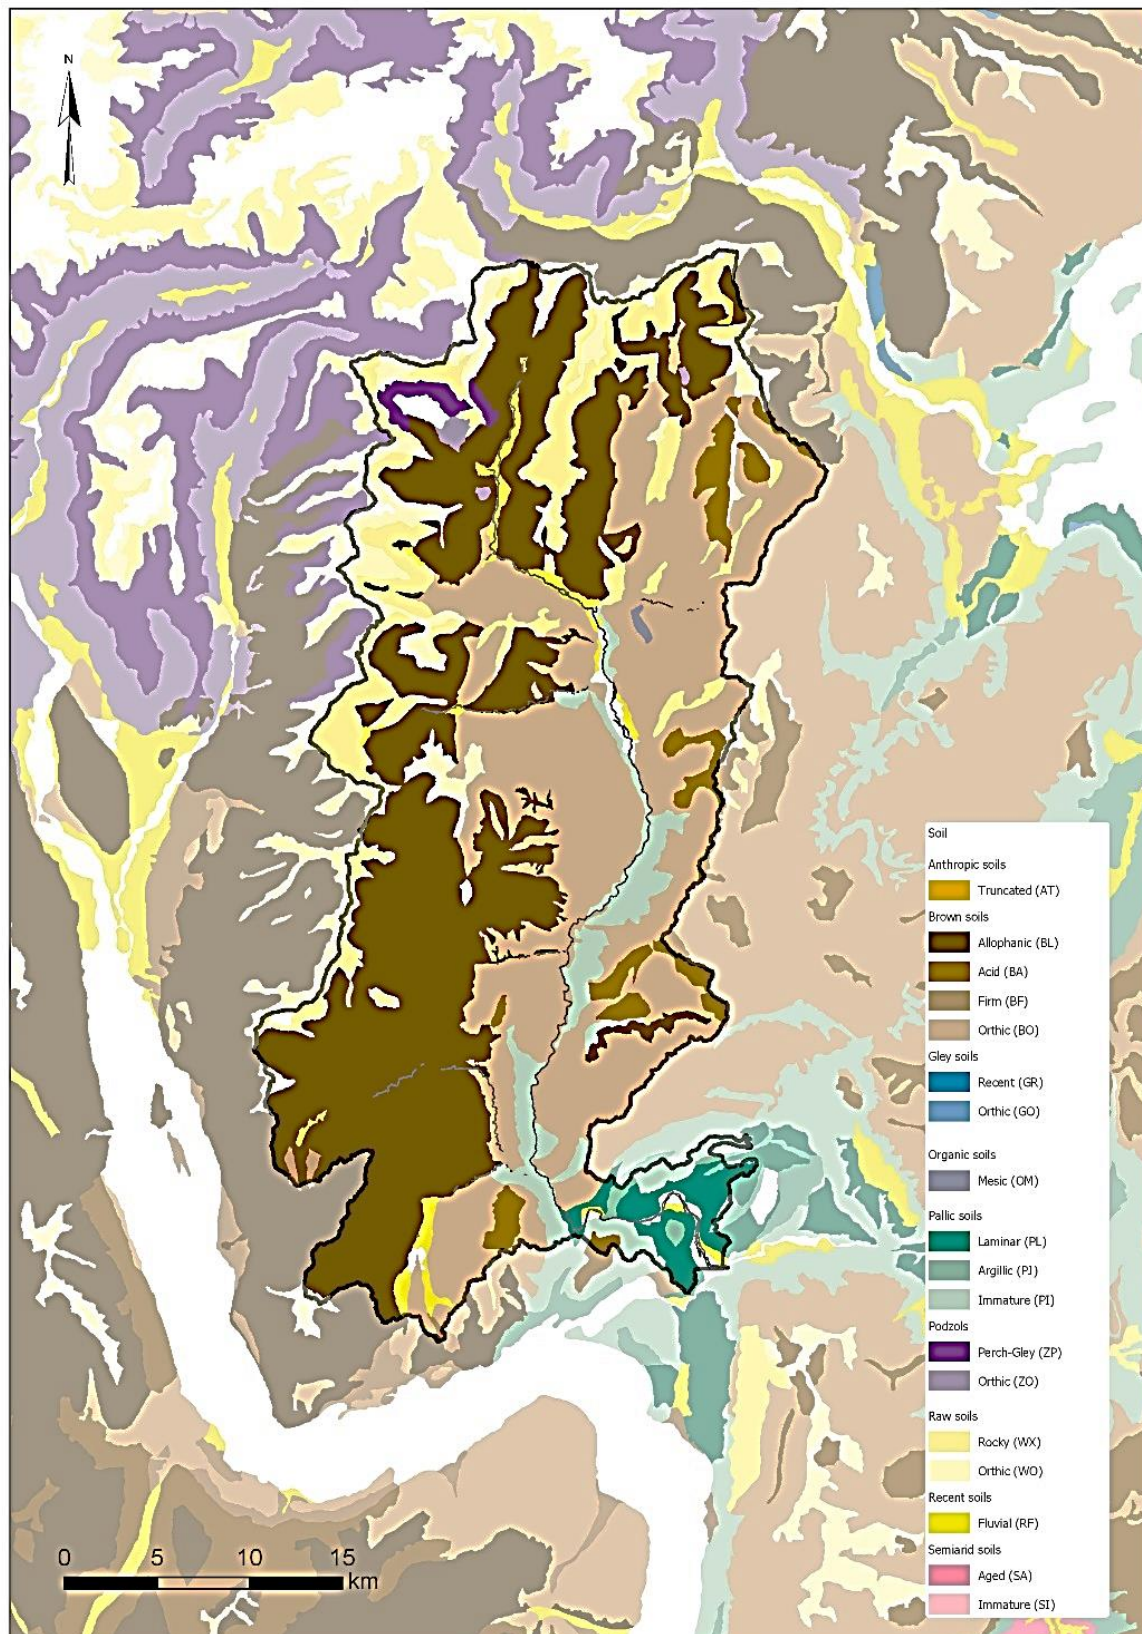 N
Soil
Anthropic soils
Truncated (AT)
Brown soils
Allophanic (BL)
Acid (BA)
Firm (BF)
Orthic (BO)
Gley soils
Recent (GR)
Orthic (GO)
Organic soils
Mesic (OM)
Pallic soils
Laminar (PL)
Argillic (PJ)
Immature (PI)
Podzols
Perch-Gley (ZP)
Orthic (ZO)
Raw soils
Rocky (WX)
Orthic (WO)
Recent soils
Fluvial (RF)
Semiarid soils
Aged (SA)
Immature (SI)
0 5 10 15
km